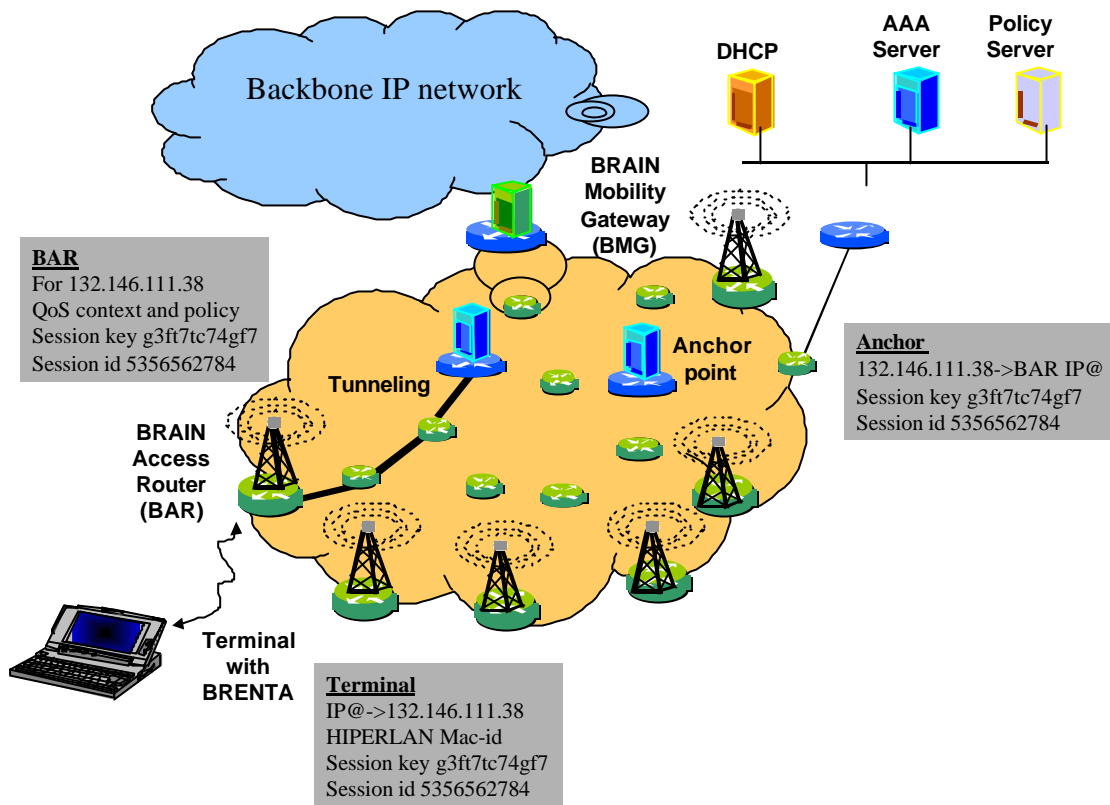 DHCP
AAA
Server
Policy
Server
Backbone IP network
BRAIN
Mobility
Gateway
(BMG)
BAR
For 132.146.111.38
QoS context and policy
Session key g3ft7tc74gf7
Session id 5356562784
Tunneling
Anchor
point
Anchor
132.146.111.38->BAR IP@
Session key g3ft7tc74gf7
Session id 5356562784
BRAIN
Access
Router
(BAR)
Terminal
with
BRENTA
Terminal
IP@->132.146.111.38
HIPERLAN Mac-id
Session key g3ft7tc74gf7
Session id 5356562784